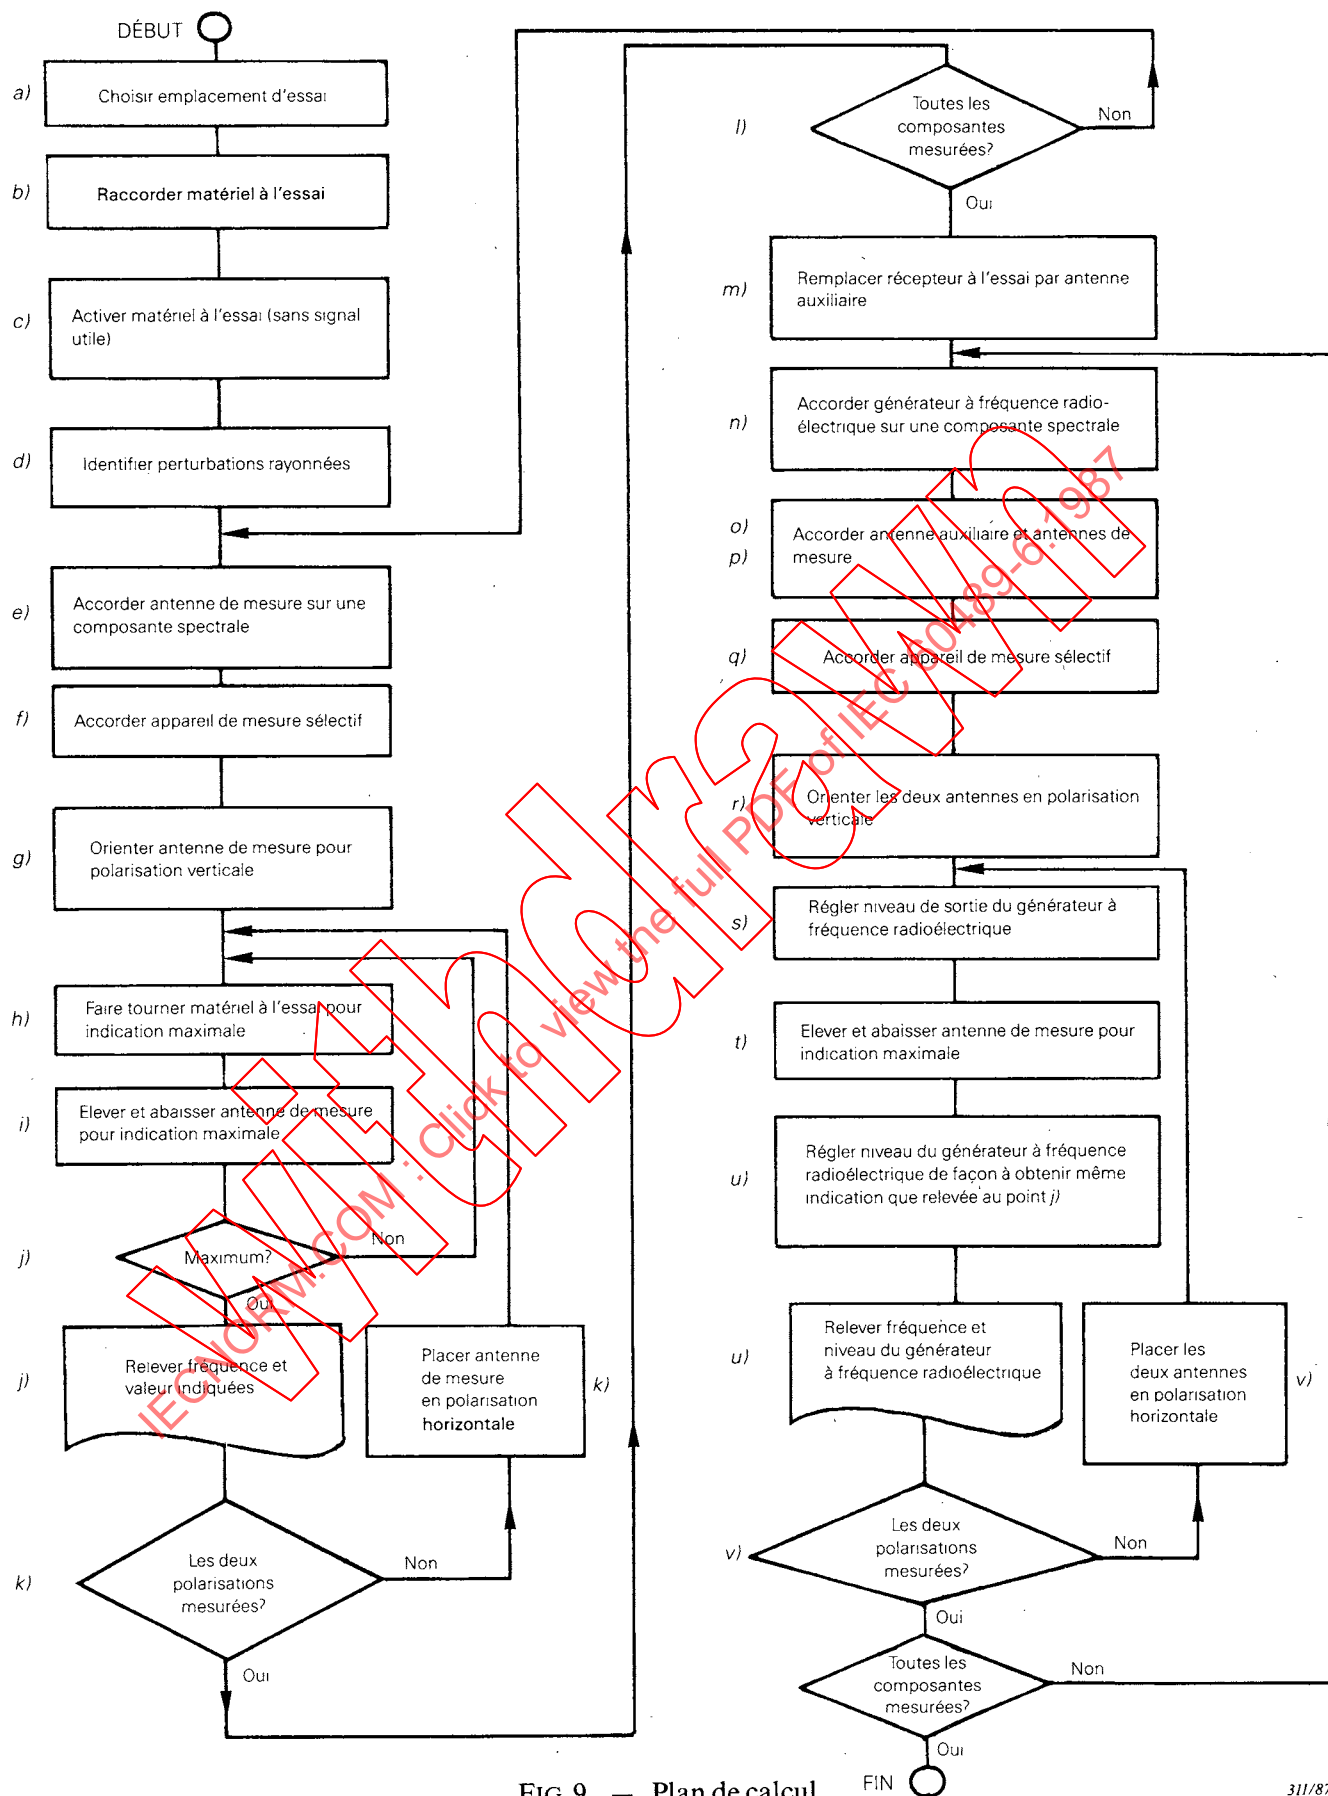 DÉBUT
a)
Choisir emplacement d'essai
b)
Raccorder matériel à l'essai
c)
Activer matériel à l'essai (sans signal
utile)
d)
Identifier perturbations rayonnées
e)
Accorder antenne de mesure sur une
composante spectrale
f)
Accorder appareil de mesure sélectif
g)
Orienter antenne de mesure pour
polarisation verticale
h)
Faire tourner matériel à l'essai pour
indication maximale
i)
Elever et abaisser antenne de mesure
pour indication maximale
j)
Maximum?
Non
Oui
j)
Relever fréquence et
valeur indiquées
Placer antenne
de mesure
en polarisation
horizontale
k)
k)
Les deux
polarisations
mesurées?
Non
Oui
l)
Toutes les
composantes
mesurées?
Non
Oui
m)
Remplacer récepteur à l'essai par antenne
auxiliaire
n)
Accorder générateur à fréquence radio-
électrique sur une composante spectrale
o)
p)
Accorder antenne auxiliaire et antennes de
mesure
q)
Accorder appareil de mesure sélectif
r)
Orienter les deux antennes en polarisation
verticale
s)
Régler niveau de sortie du générateur à
fréquence radioélectrique
t)
Elever et abaisser antenne de mesure pour
indication maximale
u)
Régler niveau du générateur à fréquence
radioélectrique de façon à obtenir même
indication que relevée au point j)
u)
Relever fréquence et
niveau du générateur
à fréquence radioélectrique
Placer les
deux antennes
en polarisation
horizontale
v)
v)
Les deux
polarisations
mesurées?
Non
Oui
Toutes les
composantes
mesurées?
Non
Oui
FIN
FIG. 9. — Plan de calcul.
311/87
Withdrawn
IECNORM.COM : Click to view the full PDF of IEC 60489-6:1987